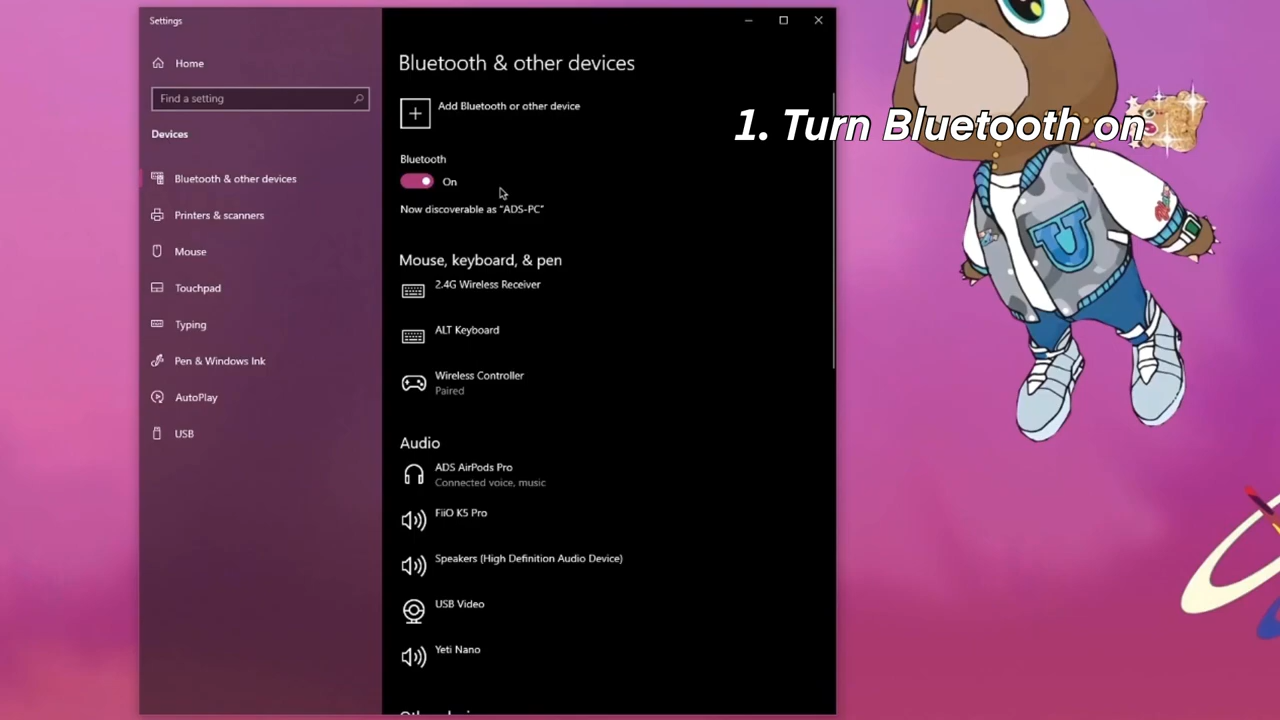 Settings
Home
Find a setting
Devices
Bluetooth & other devices
Printers & scanners
Mouse
Touchpad
Typing
Pen & Windows Ink
AutoPlay
USB
Bluetooth & other devices
Add Bluetooth or other device
Bluetooth
On
Now discoverable as "ADS-PC"
Mouse, keyboard, & pen
2.4G Wireless Receiver
ALT Keyboard
Wireless Controller
Paired
Audio
ADS AirPods Pro
Connected voice, music
FiiO K5 Pro
Speakers (High Definition Audio Device)
USB Video
Yeti Nano
1. Turn Bluetooth on
U